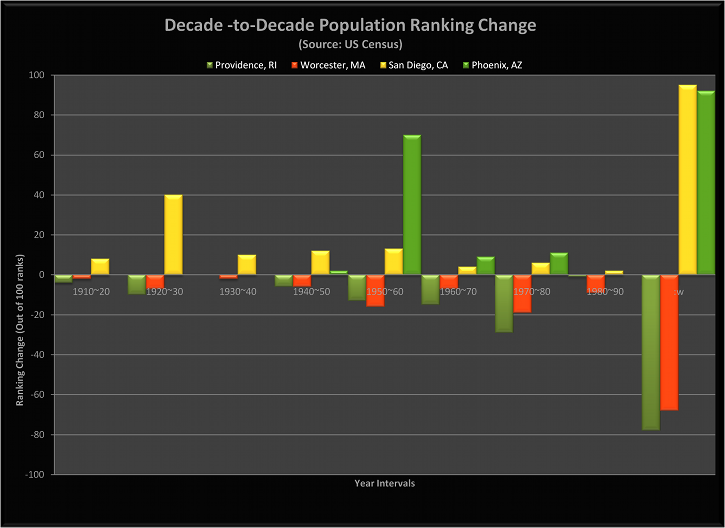 Decade -to-Decade Population Ranking Change
(Source: US Census)
Providence, RI Worcester, MA San Diego, CA Phoenix, AZ
100
80
60
40
20
0
-20
-40
-60
-80
-100
Ranking Change (Out of 100 ranks)
1910~20 1920~30 1930~40 1940~50 1950~60 1960~70 1970~80 1980~90
Year Intervals